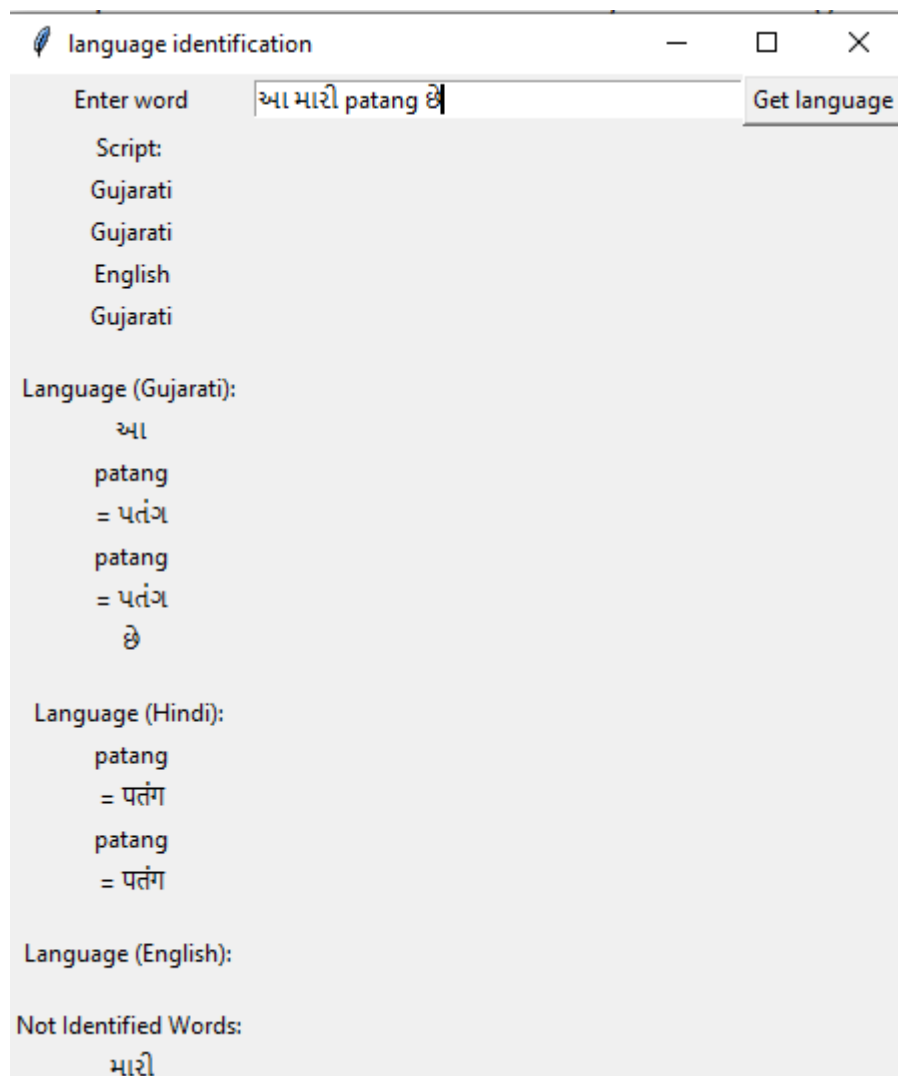 language identification
Enter word આ મારી patang છે Get language
Script:
Gujarati
Gujarati
English
Gujarati
Language (Gujarati):
આ
patang
= પતંગ
patang
= પતંગ
છે
Language (Hindi):
patang
= पतंग
patang
= पतंग
Language (English):
Not Identified Words:
મારી